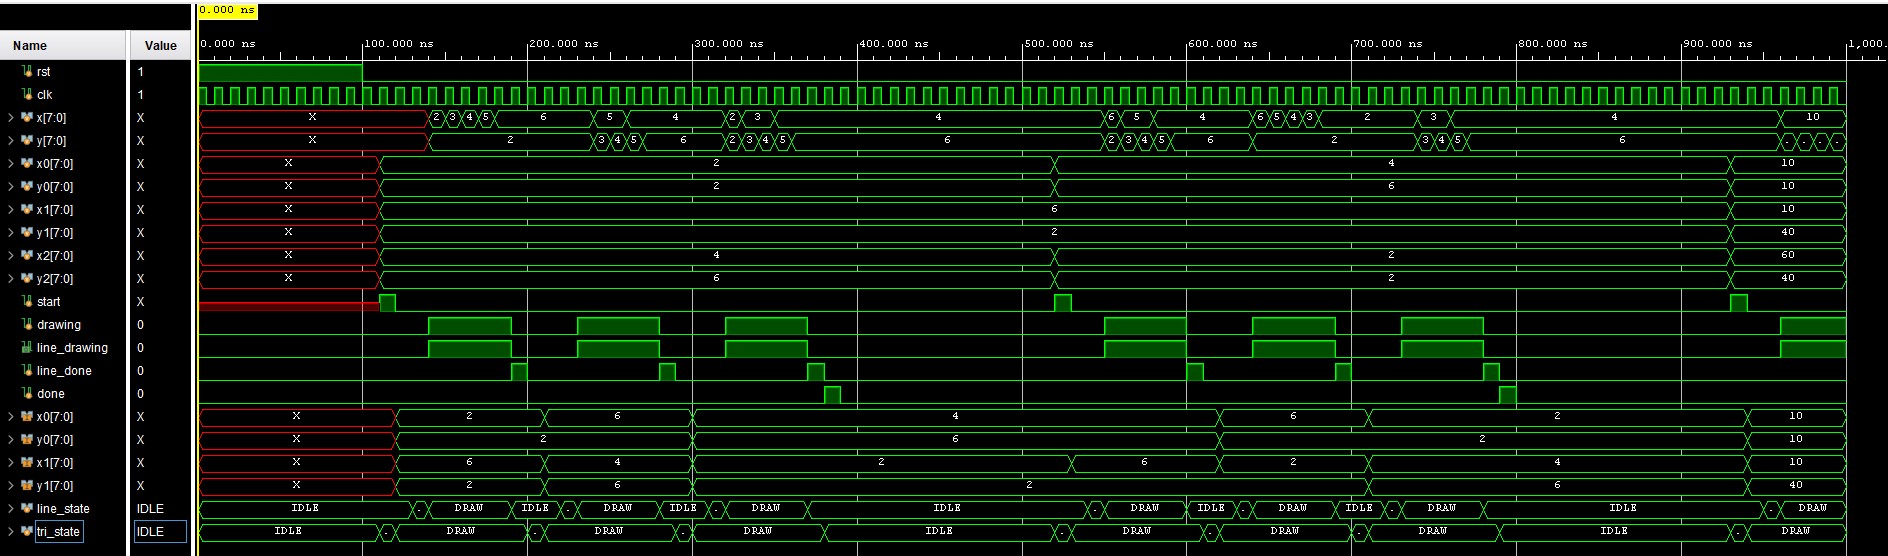 0.000 ns
Name Value 0.000 ns 100.000 ns 200.000 ns 300.000 ns 400.000 ns 500.000 ns 600.000 ns 700.000 ns 800.000 ns 900.000 ns 1,000.
rst 1
clk 1
x[7:0] X X 2 3 4 5 6 5 4 2 3 4 6 5 4 6 5 4 3 2 3 4 10
y[7:0] X X 2 3 4 5 6 2 3 4 5 6 2 3 4 5 6 2 3 4 5 6 . . . .
x0[7:0] X X 2 4 10
y0[7:0] X X 2 6 10
x1[7:0] X X 6 10
y1[7:0] X X 2 40
x2[7:0] X X 4 2 60
y2[7:0] X X 6 2 40
start X
drawing 0
line_drawing 0
line_done 0
done 0
x0[7:0] X X 2 6 4 6 2 10
y0[7:0] X X 2 6 2 10
x1[7:0] X X 6 4 2 6 2 4 10
y1[7:0] X X 2 6 2 6 40
line_state IDLE IDLE . DRAW IDLE . DRAW IDLE . DRAW IDLE . DRAW IDLE . DRAW IDLE . DRAW IDLE . DRAW
tri_state IDLE IDLE . DRAW . DRAW . DRAW IDLE . DRAW . DRAW . DRAW IDLE . DRAW